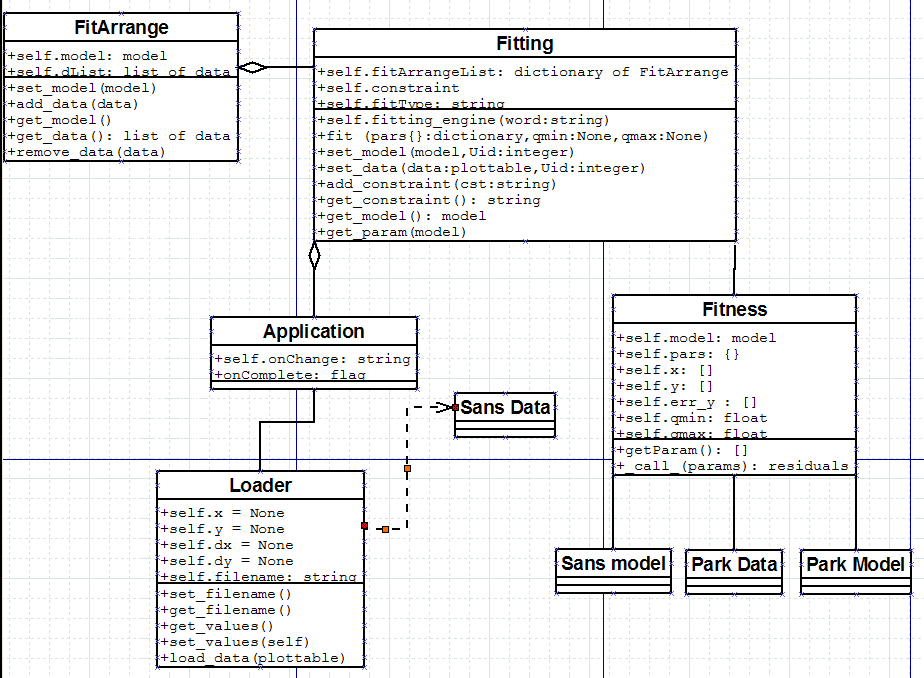 FitArrange
+self.model: model
+self.dList: list of data
+set_model(model)
+add_data(data)
+get_model()
+get_data(): list of data
+remove_data(data)
Fitting
+self.fitArrangeList: dictionary of FitArrange
+self.constraint
+self.fitType: string
+self.fitting_engine(word:string)
+fit (pars{}:dictionary,qmin:None,qmax:None)
+set_model(model,Uid:integer)
+set_data(data:plottable,Uid:integer)
+add_constraint(cst:string)
+get_constraint(): string
+get_model(): model
+get_param(model)
Application
+self.onChange: string
+onComplete: flag
Sans Data
Fitness
+self.model: model
+self.pars: {}
+self.x: []
+self.y: []
+self.err_y : []
+self.qmin: float
+self.qmax: float
+getParam(): []
+_call_(params): residuals
Loader
+self.x = None
+self.y = None
+self.dx = None
+self.dy = None
+self.filename: string
+set_filename()
+get_filename()
+get_values()
+set_values(self)
+load_data(plottable)
Sans model
Park Data
Park Model